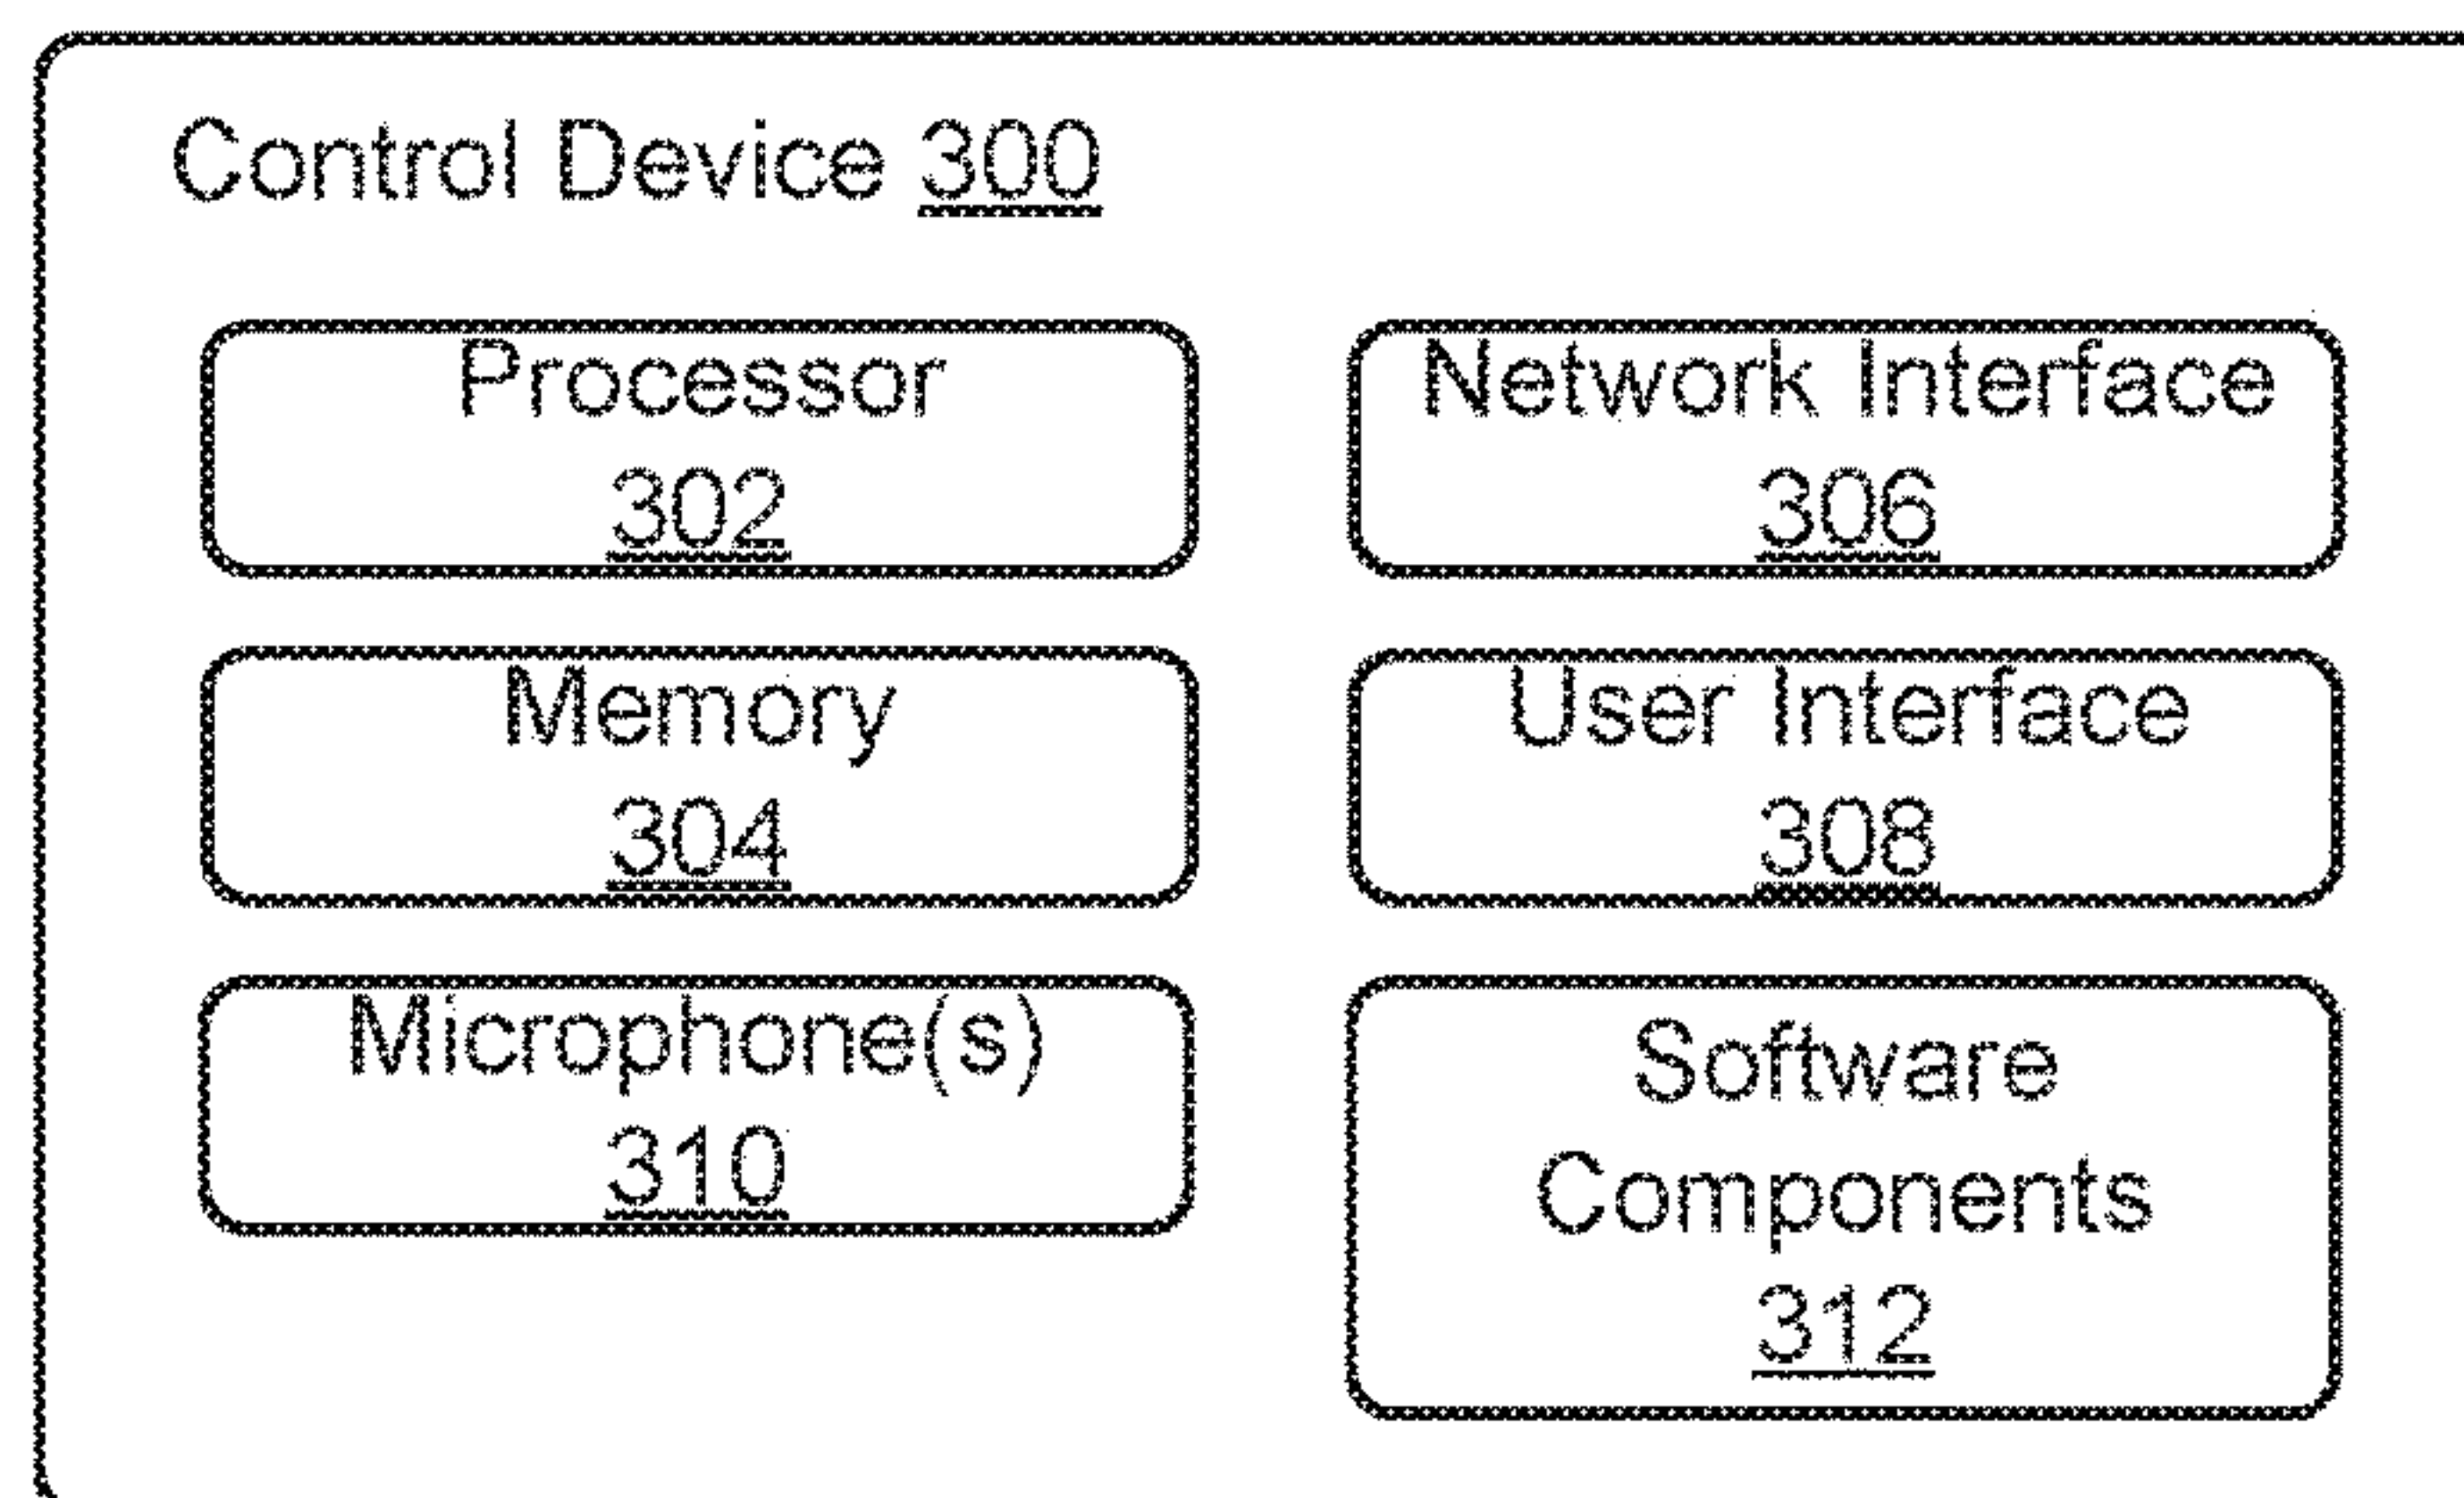 Control Device 300
Processor
302
Network Interface
306
Memory
304
User Interface
308
Microphone(s)
310
Software
Components
312